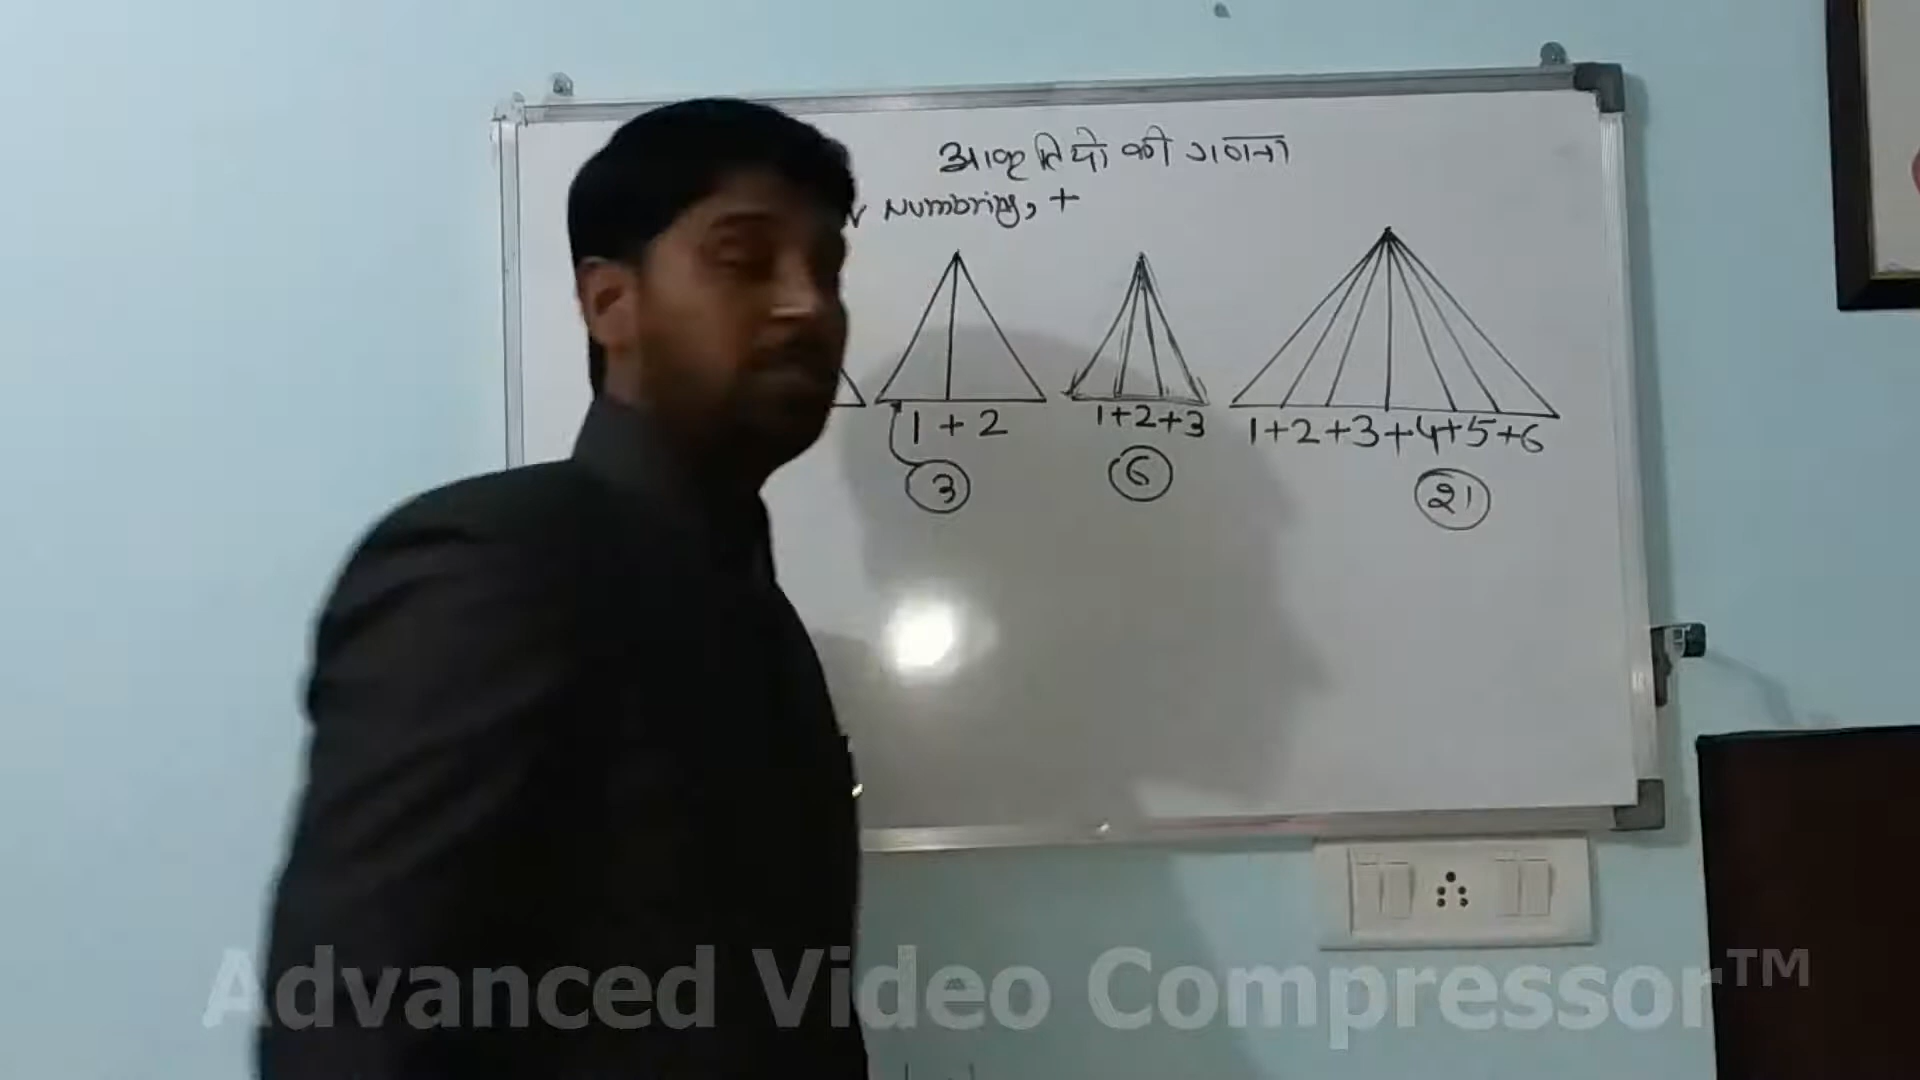 आकृतियो की गणना
Numbring, +
1 + 2
1+2+3
1+2+3+4+5+6
3
6
21
Advanced Video Compressor™